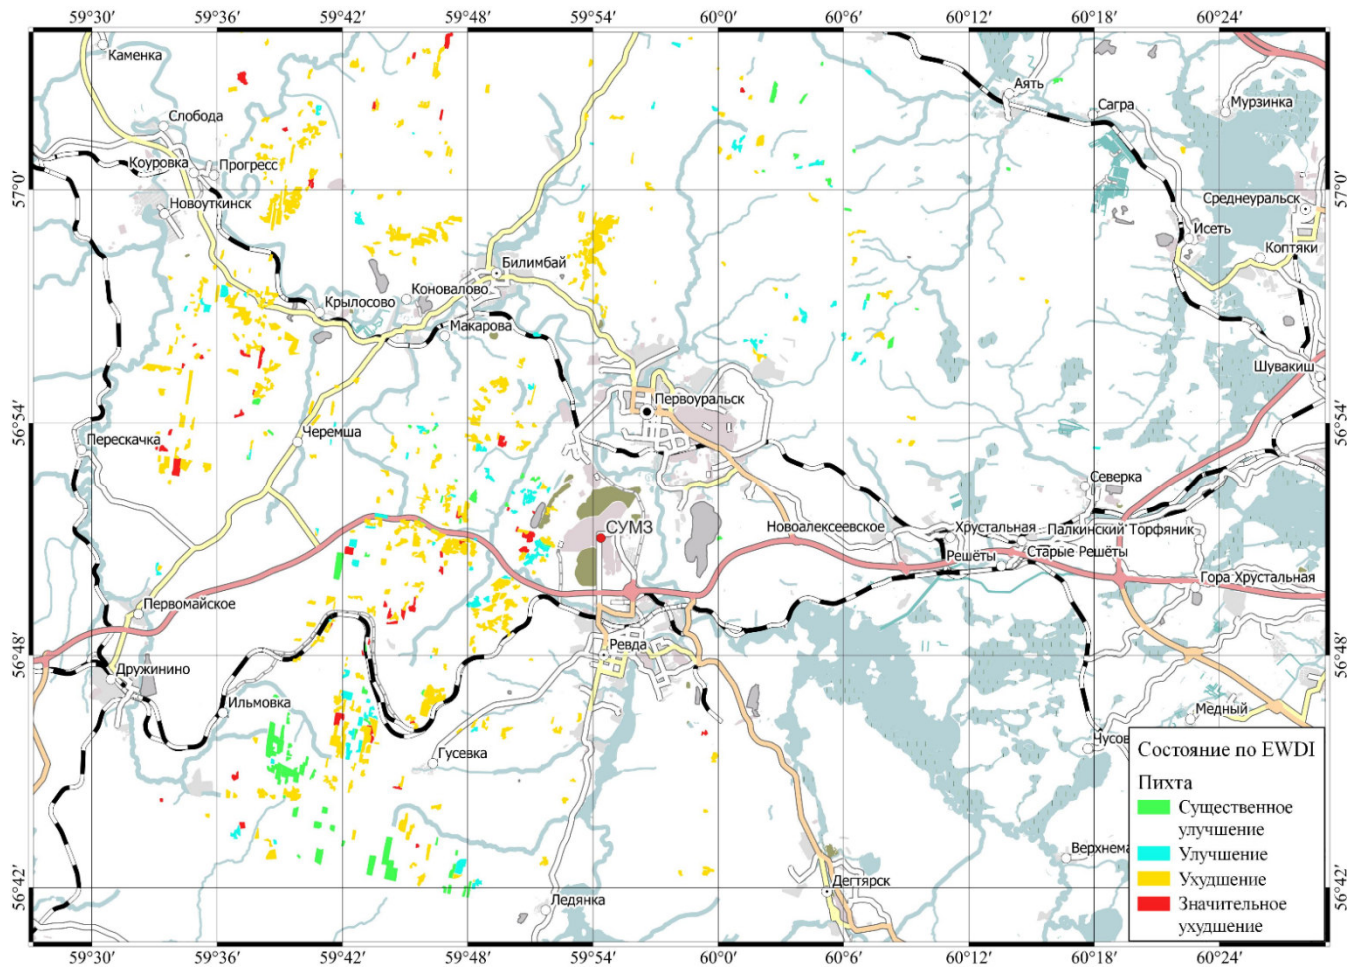 59°30' 59°36' 59°42' 59°48' 59°54' 60°00' 60°6' 60°12' 60°18' 60°24'
Каменка
Аять
Сагра
Мурзинка
Слобода
Коуровка
Прогресс
57°0'
57°0'
Новоуткинск
Среднеуральск
Исеть
Коптяки
Билимбай
Коновалово
Крылосово
Макарова
Шувакиш
Первоуральск
56°54'
56°54'
Перескачка
Черемша
Северка
СУМЗ
Новоалексеевское
Хрустальная
Палкинский Торфяник
Решёты
Старые Решёты
Гора Хрустальная
Первомайское
56°48'
56°48'
Ревда
Дружинино
Ильмовка
Медный
Гусевка
Чусов
Состояние по EWDI
Пихта
Существенное
улучшение
Улучшение
Ухудшение
Значительное
ухудшение
Верхнема
56°42'
56°42'
Дегтярск
Ледянка
59°30' 59°36' 59°42' 59°48' 59°54' 60°00' 60°6' 60°12' 60°18' 60°24'